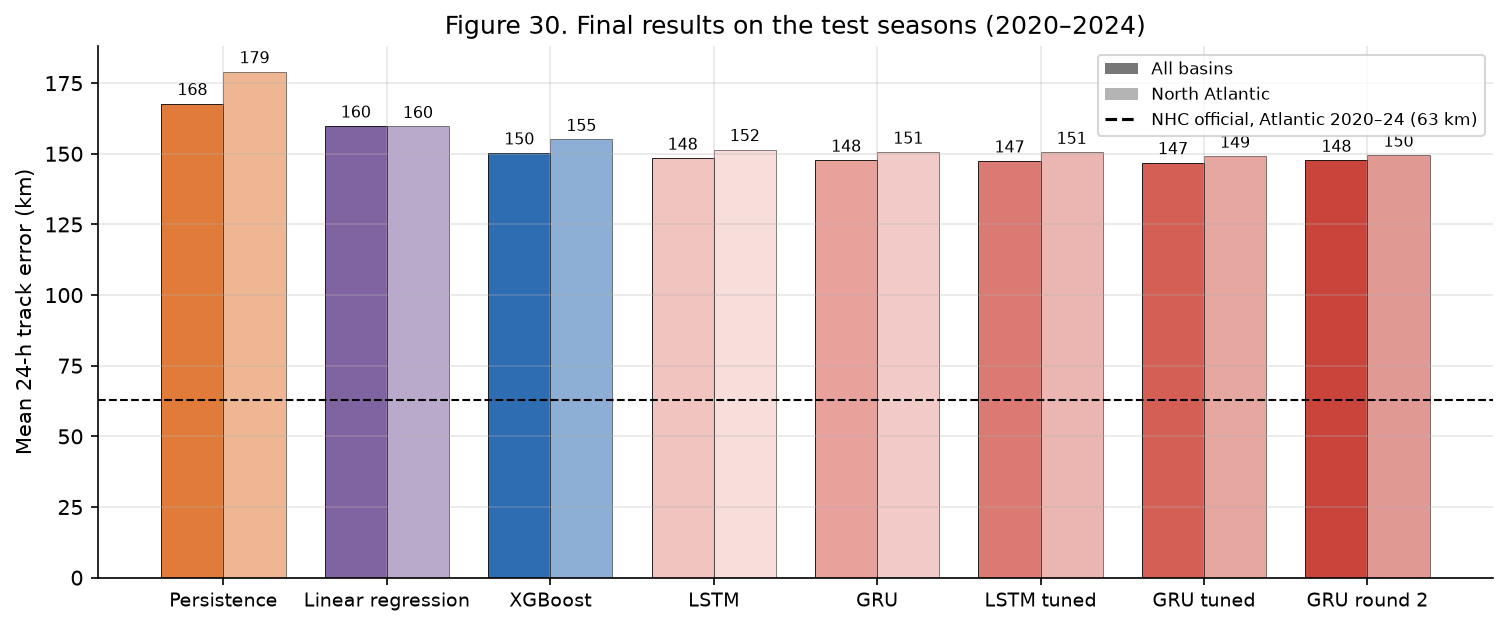 Figure 30. Final results on the test seasons (2020–2024)
Mean 24-h track error (km)
175
150
125
100
75
50
25
0
All basins
North Atlantic
NHC official, Atlantic 2020–24 (63 km)
168 179
160 160
150 155
148 152
148 151
147 151
147 149
148 150
Persistence Linear regression XGBoost LSTM GRU LSTM tuned GRU tuned GRU round 2